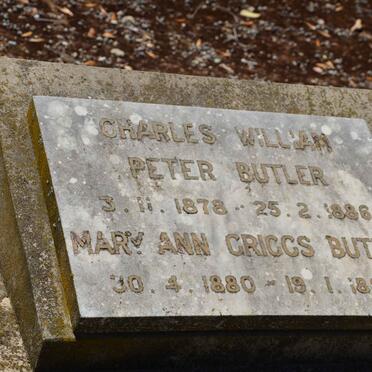 CHARLES WILLIAM
PETER BUTLER
3.11.1878 - 25.2.1886
MARY ANN GRIGGS BUT
30.4.1880 - 19.1.18